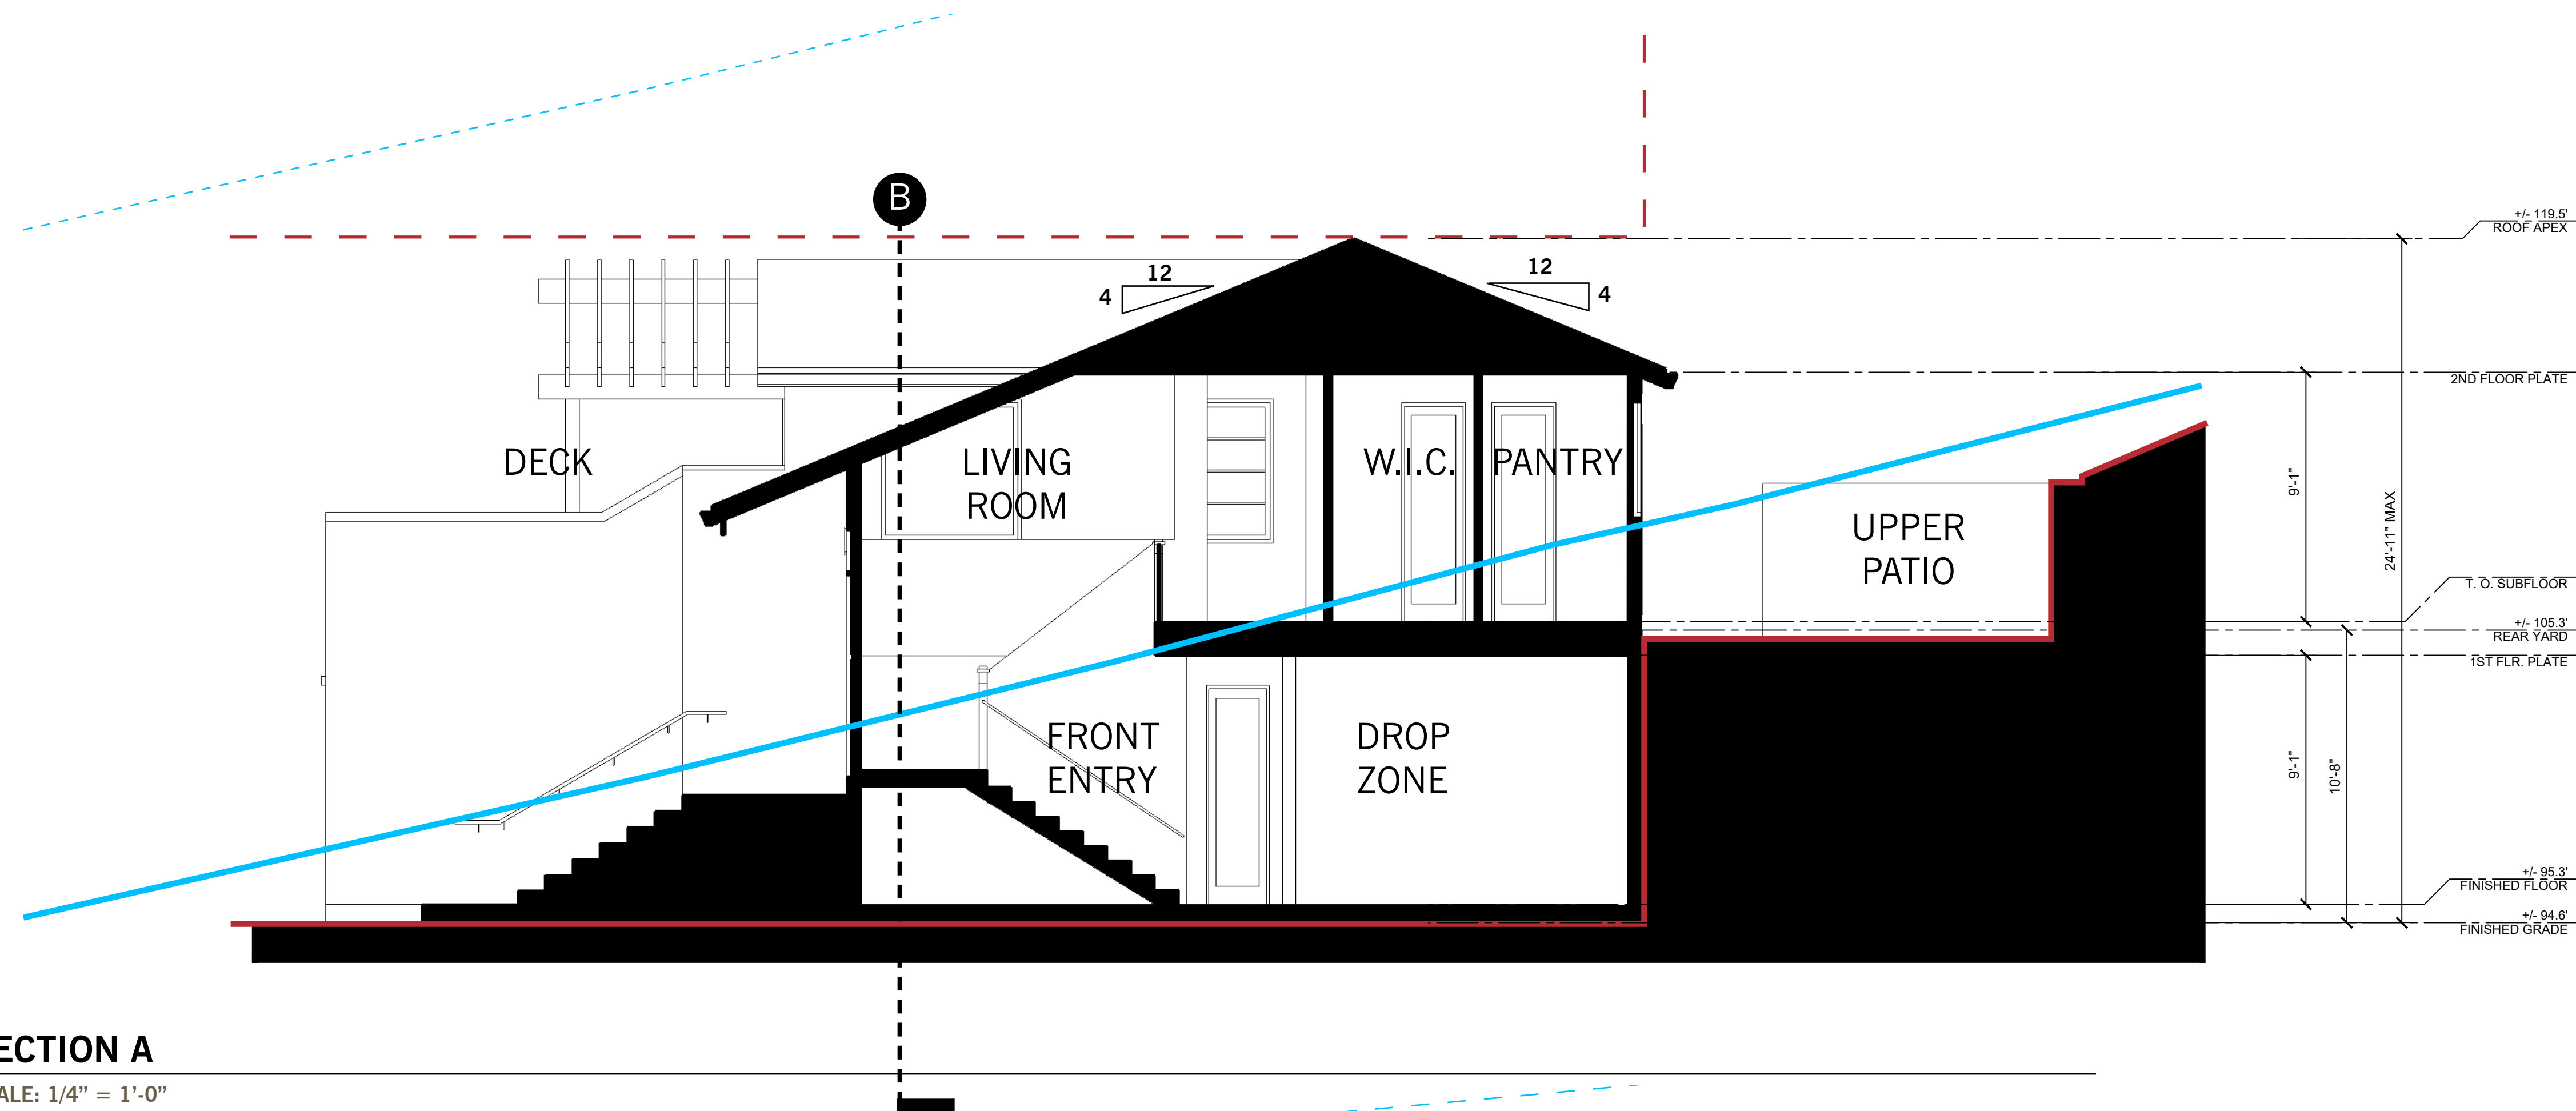 B
+/- 119.5'
ROOF APEX
12
4
12
4
2ND FLOOR PLATE
DECK
LIVING
ROOM
W.I.C.
PANTRY
UPPER
PATIO
9'-1"
24'-11" MAX
T. O. SUBFLOOR
+/- 105.3'
REAR YARD
1ST FLR. PLATE
FRONT
ENTRY
DROP
ZONE
9'-1"
10'-8"
+/- 95.3'
FINISHED FLOOR
+/- 94.6'
FINISHED GRADE
ECTION A
ALE: 1/4” = 1’-0”